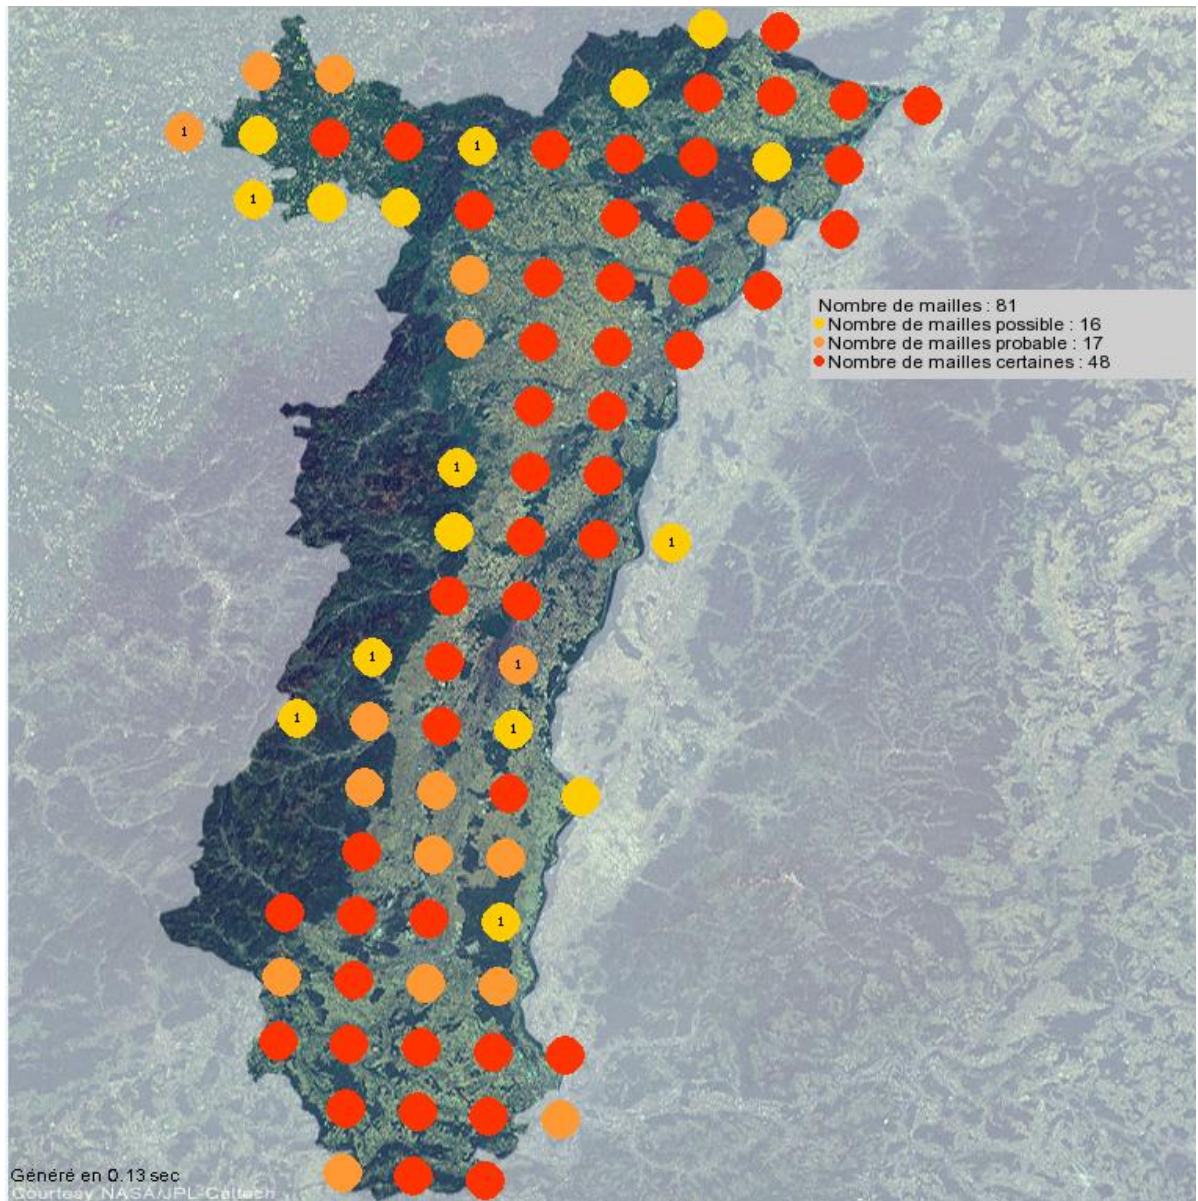 1
1
1
Nombre de mailles : 81
Nombre de mailles possible : 16
Nombre de mailles probable : 17
Nombre de mailles certaines : 48
1
1
1
1
1
1
1
Généré en 0.13 sec
Courtesy NASA/JPL-Caltech